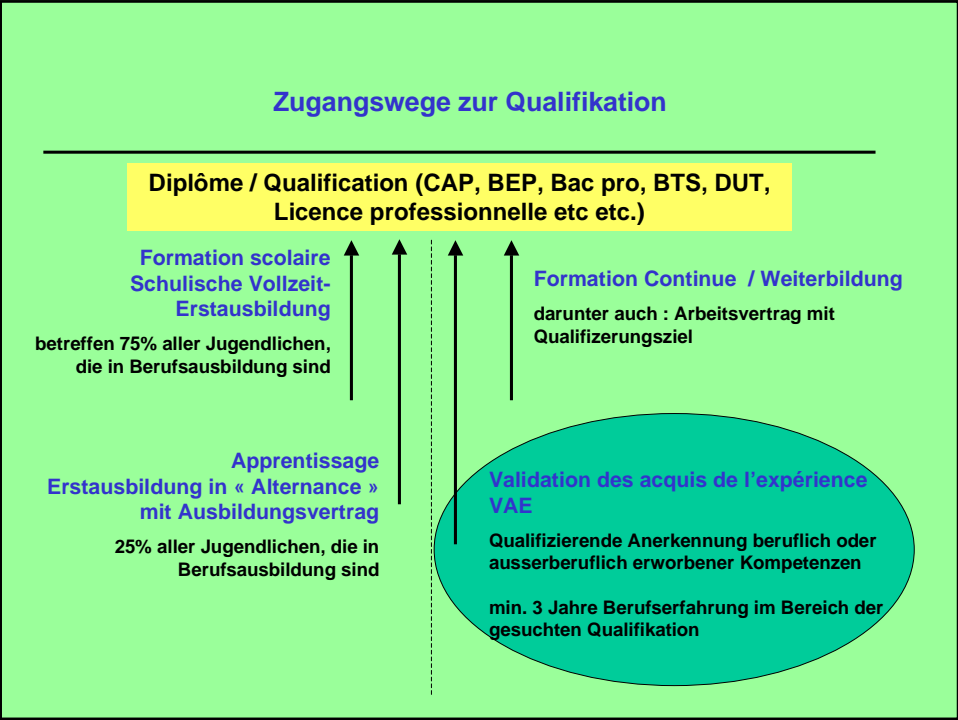 Zugangswege zur Qualifikation
Diplôme / Qualification (CAP, BEP, Bac pro, BTS, DUT,
Licence professionnelle etc etc.)
Formation scolaire
Schulische Vollzeit-
Erstausbildung
betreffen 75% aller Jugendlichen,
die in Berufsausbildung sind
Apprentissage
Erstausbildung in « Alternance »
mit Ausbildungsvertrag
25% aller Jugendlichen, die in
Berufsausbildung sind
Formation Continue / Weiterbildung
darunter auch : Arbeitsvertrag mit
Qualifizerungsziel
Validation des acquis de l'expérience
VAE
Qualifizierende Anerkennung beruflich oder
ausserberuflich erworbener Kompetenzen
min. 3 Jahre Berufserfahrung im Bereich der
gesuchten Qualifikation